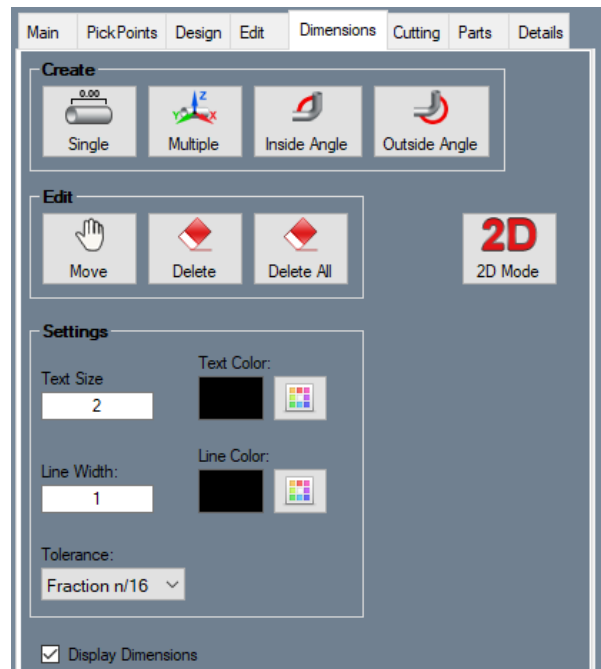 Main PickPoints Design Edit Dimensions Cutting Parts Details
Create
0.00
Z
Y X
Single Multiple Inside Angle Outside Angle
Edit
2D
Move Delete Delete All 2D Mode
Settings
Text Color:
Text Size
2
Line Color:
Line Width:
1
Tolerance:
Fraction n/16
Display Dimensions